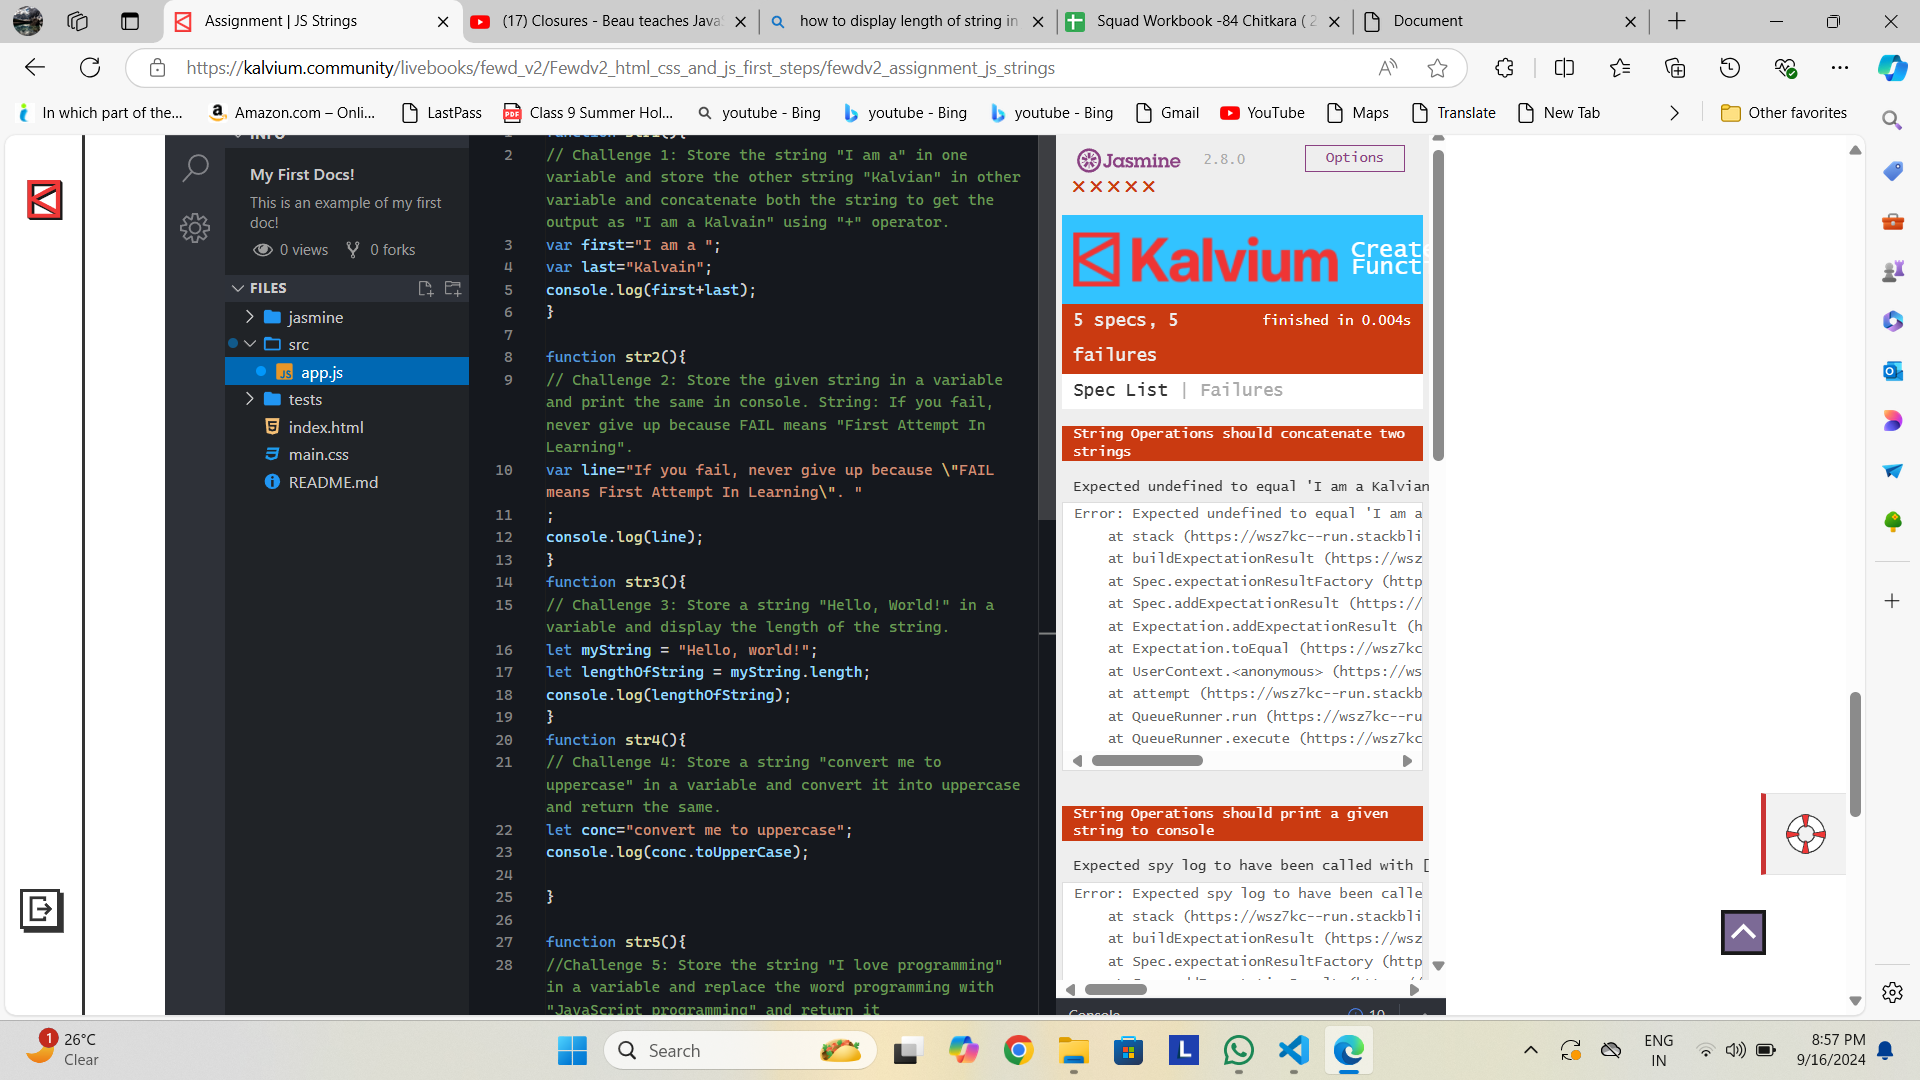 Assignment | JS Strings
(17) Closures - Beau teaches Java
how to display length of string in
Squad Workbook -84 Chitkara ( 2
Document
https://kalvium.community/livebooks/fewd_v2/Fewdv2_html_css_and_js_first_steps/fewdv2_assignment_js_strings
In which part of the...
Amazon.com – Onli...
LastPass
Class 9 Summer Hol...
youtube - Bing
youtube - Bing
youtube - Bing
Gmail
YouTube
Maps
Translate
New Tab
Other favorites
INFO
My First Docs!
This is an example of my first
doc!
0 views
0 forks
FILES
jasmine
src
app.js
tests
index.html
main.css
README.md
1 function str1(){
2 // Challenge 1: Store the string "I am a" in one
variable and store the other string "Kalvian" in other
variable and concatenate both the string to get the
output as "I am a Kalvain" using "+" operator.
3 var first="I am a ";
4 var last="Kalvain";
5 console.log(first+last);
6 }
7
8 function str2(){
9 // Challenge 2: Store the given string in a variable
and print the same in console. String: If you fail,
never give up because FAIL means "First Attempt In
Learning".
10 var line="If you fail, never give up because \"FAIL
means First Attempt In Learning\". "
11 ;
12 console.log(line);
13 }
14 function str3(){
15 // Challenge 3: Store a string "Hello, World!" in a
variable and display the length of the string.
16 let myString = "Hello, world!";
17 let lengthOfString = myString.length;
18 console.log(lengthOfString);
19 }
20 function str4(){
21 // Challenge 4: Store a string "convert me to
uppercase" in a variable and convert it into uppercase
and return the same.
22 let conc="convert me to uppercase";
23 console.log(conc.toUpperCase);
24
25 }
26
27 function str5(){
28 //Challenge 5: Store the string "I love programming"
in a variable and replace the word programming with
"JavaScript programming" and return it
Jasmine 2.8.0
Options
×××××
Kalvium
Create
Funct
5 specs, 5
failures
finished in 0.004s
Spec List | Failures
String Operations should concatenate two
strings
Expected undefined to equal 'I am a Kalvian
Error: Expected undefined to equal 'I am a
at stack (https://wsz7kc--run.stackbli
at buildExpectationResult (https://wsz
at Spec.expectationResultFactory (http
at Spec.addExpectationResult (https://
at Expectation.addExpectationResult (h
at Expectation.toEqual (https://wsz7kc
at UserContext.<anonymous> (https://ws
at attempt (https://wsz7kc--run.stackb
at QueueRunner.run (https://wsz7kc--ru
at QueueRunner.execute (https://wsz7kc
String Operations should print a given
string to console
Expected spy log to have been called with [
Error: Expected spy log to have been calle
at stack (https://wsz7kc--run.stackbli
at buildExpectationResult (https://wsz
at Spec.expectationResultFactory (http
Console
10
1
26°C
Clear
Search
ENG
IN
8:57 PM
9/16/2024